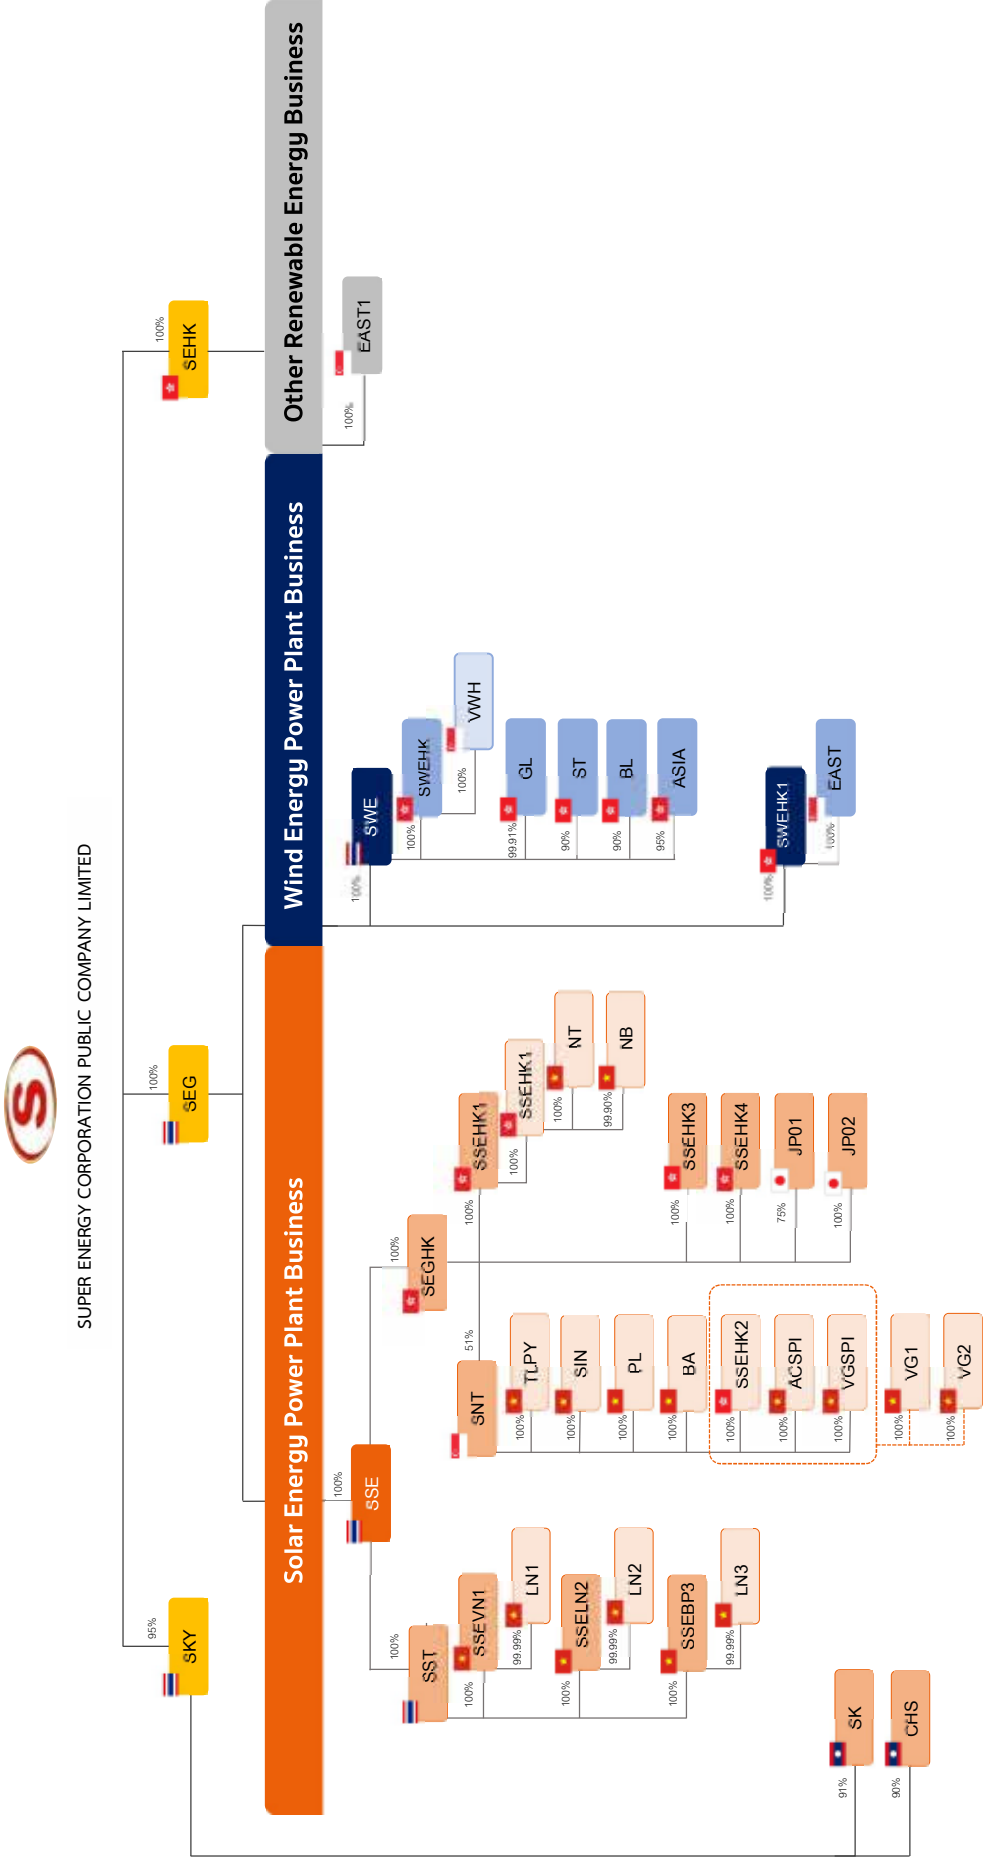 S
SUPER ENERGY CORPORATION PUBLIC COMPANY LIMITED
95%
SKY
100%
SEG
100%
SEHK
Solar Energy Power Plant Business
Wind Energy Power Plant Business
Other Renewable Energy Business
100%
SSE
100%
SWE
100%
EAST1
100%
SST
100%
SEGHK
100%
SWEHK
100%
VWH
100%
SSEVN1
99.99%
LN1
SNT
51%
100%
SSEHK1
100%
SSEHK1
100%
TLPY
100%
NT
99.91%
GL
100%
SSELN2
99.99%
LN2
100%
SIN
99.90%
NB
90%
ST
100%
PL
90%
BL
100%
SSEBP3
99.99%
LN3
100%
BA
100%
SSEHK3
95%
ASIA
100%
SSEHK2
100%
SSEHK4
100%
ACSPI
75%
JP01
100%
SWEHK1
91%
SK
100%
VGSPI
100%
JP02
100%
EAST
90%
CHS
100%
VG1
100%
VG2